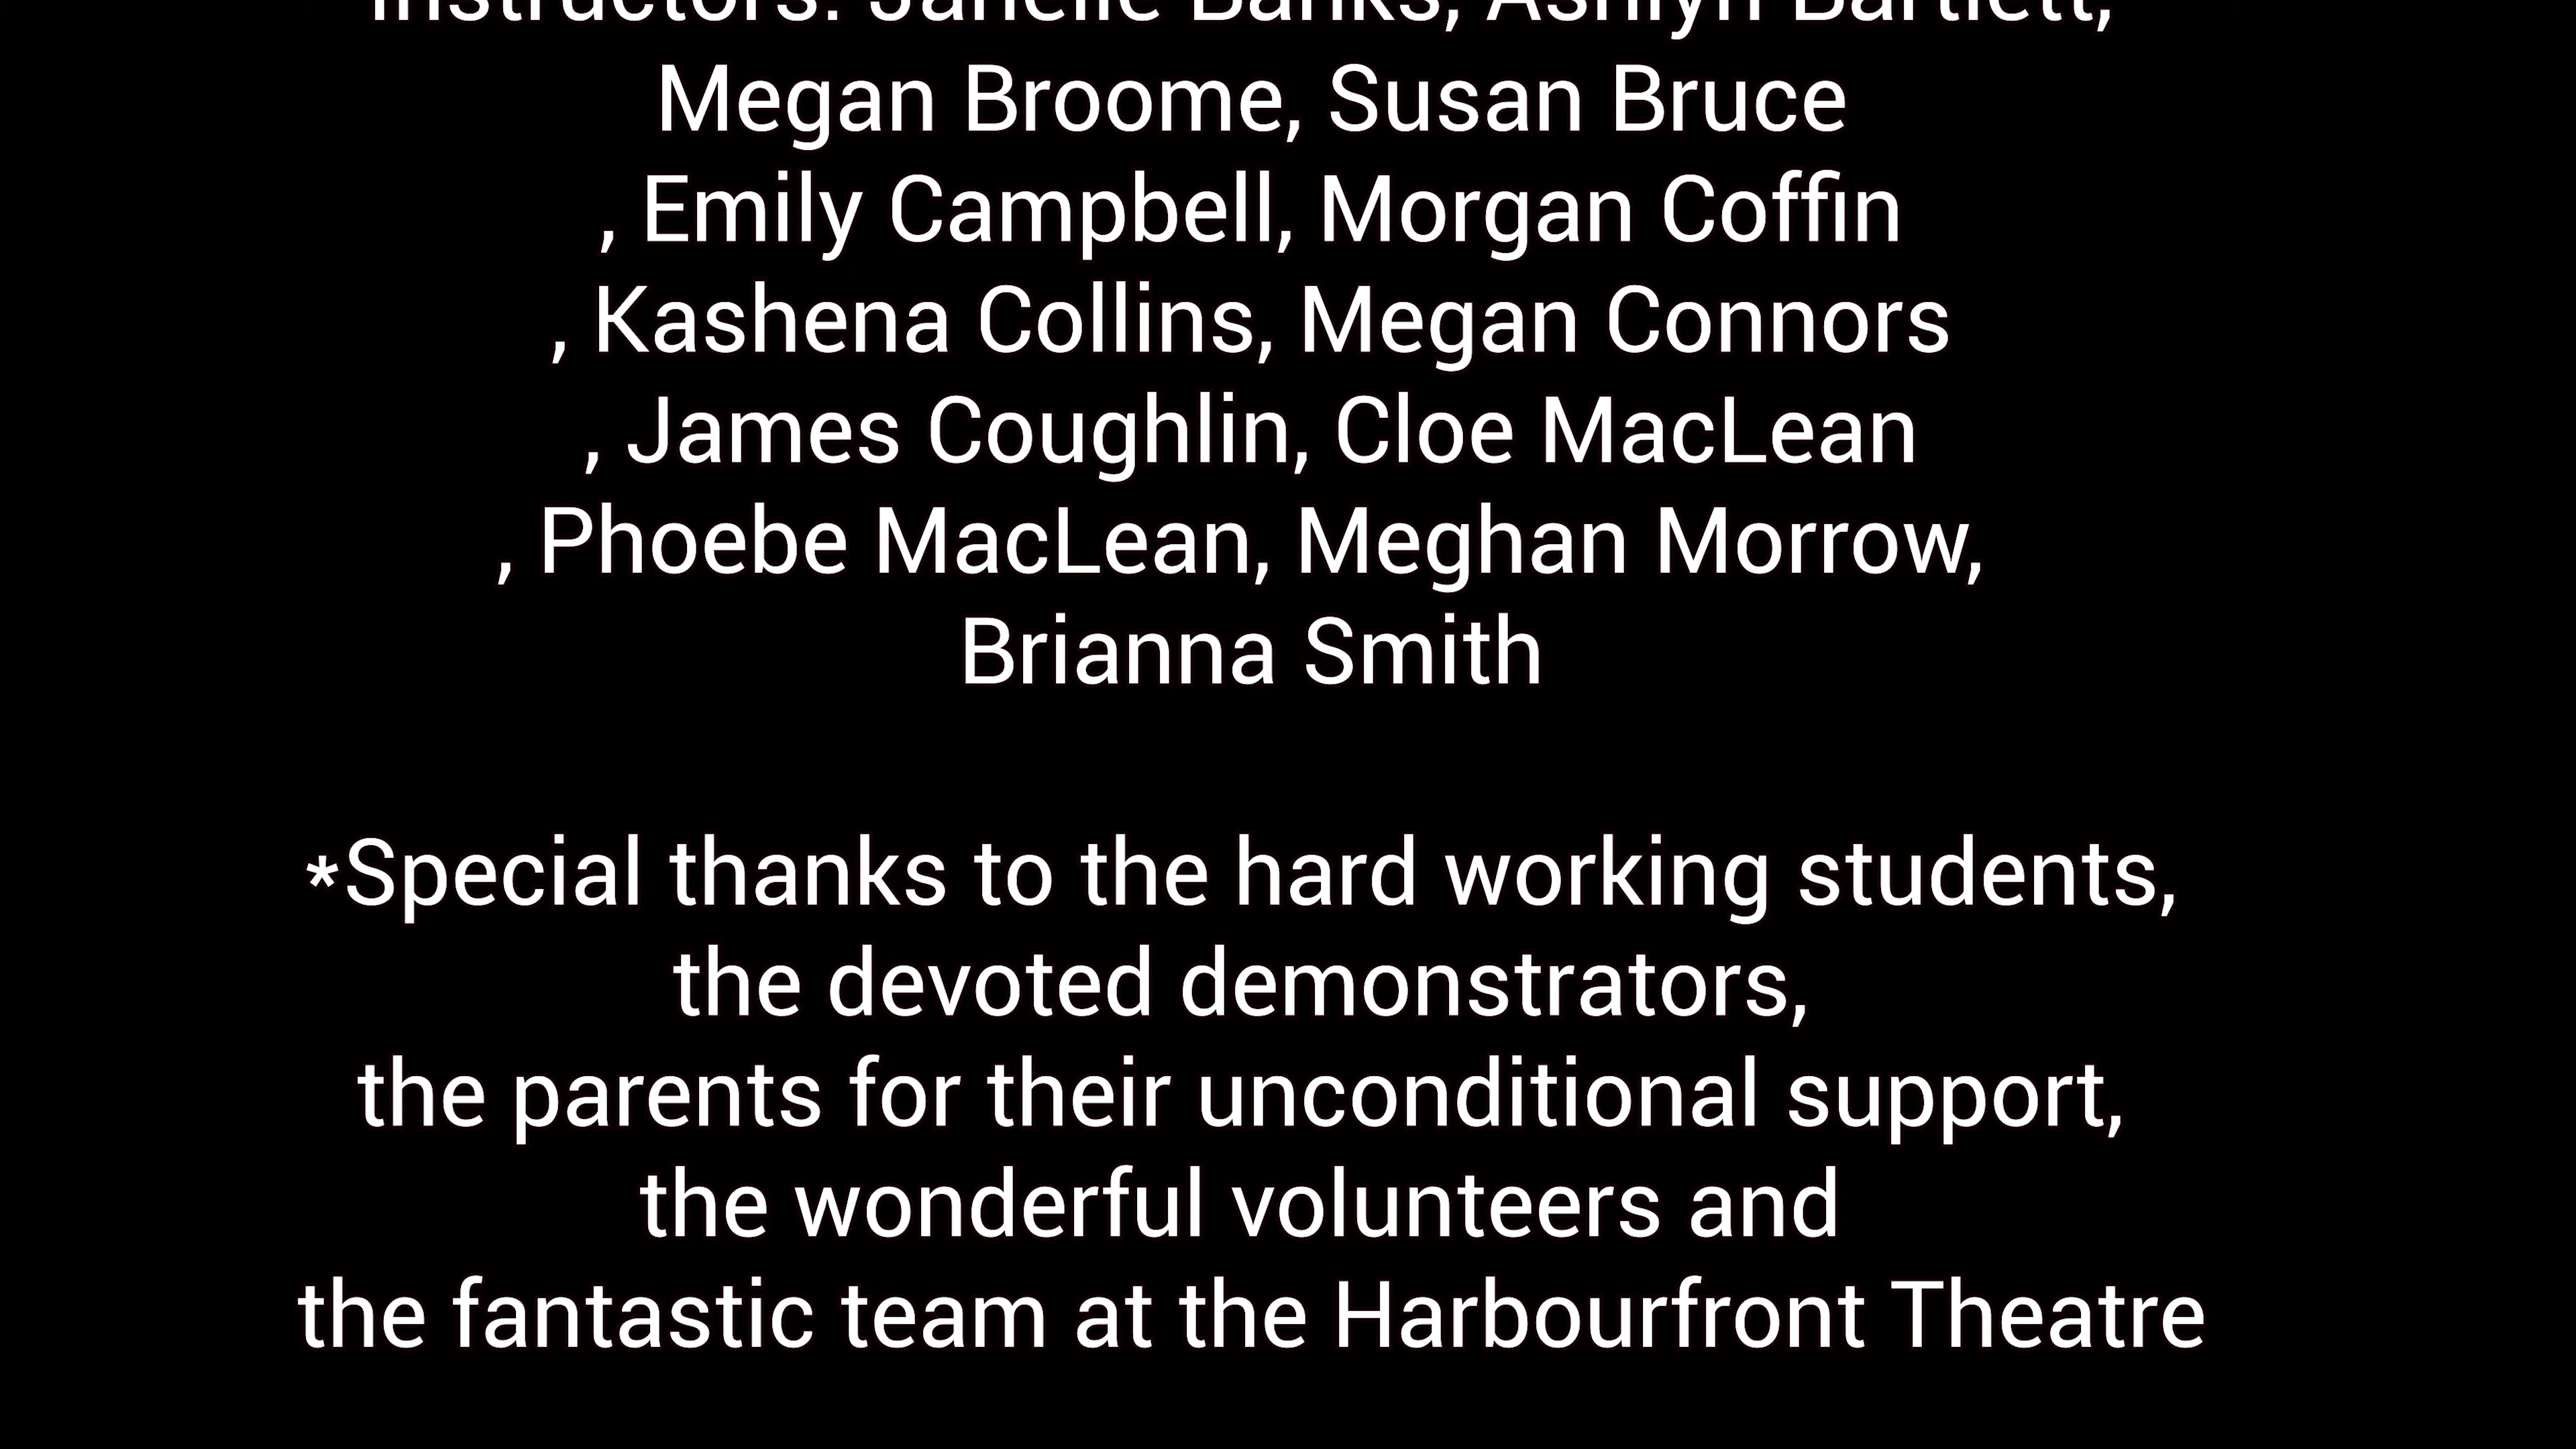 Instructors: Janelle Banks, Ashlyn Bartlett,
Megan Broome, Susan Bruce
, Emily Campbell, Morgan Coffin
, Kashena Collins, Megan Connors
, James Coughlin, Cloe MacLean
, Phoebe MacLean, Meghan Morrow,
Brianna Smith
*Special thanks to the hard working students,
the devoted demonstrators,
the parents for their unconditional support,
the wonderful volunteers and
the fantastic team at the Harbourfront Theatre